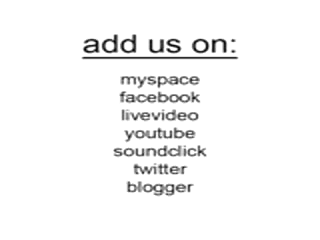 add us on:
myspace
facebook
livevideo
youtube
soundclick
twitter
blogger